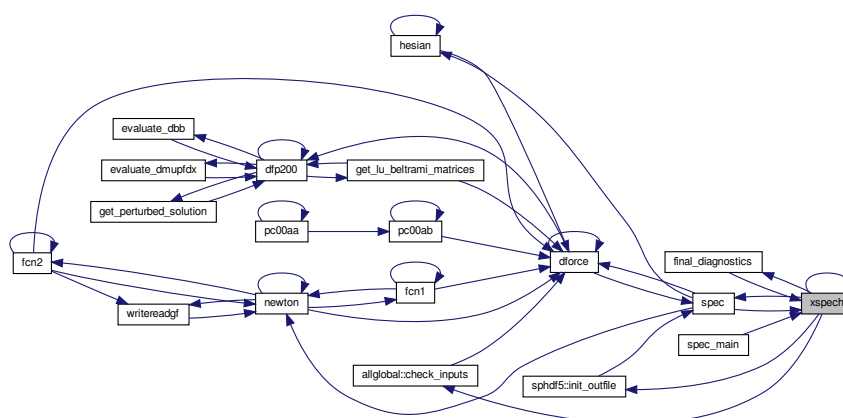 hesian
evaluate_dbb
evaluate_dmupfdx
dfp200
get_lu_beltrami_matrices
get_perturbed_solution
pc00aa
pc00ab
fcn2
dforce
final_diagnostics
fcn1
newton
spec
xspech
writereadgf
spec_main
allglobal::check_inputs
sphdf5::init_outfile